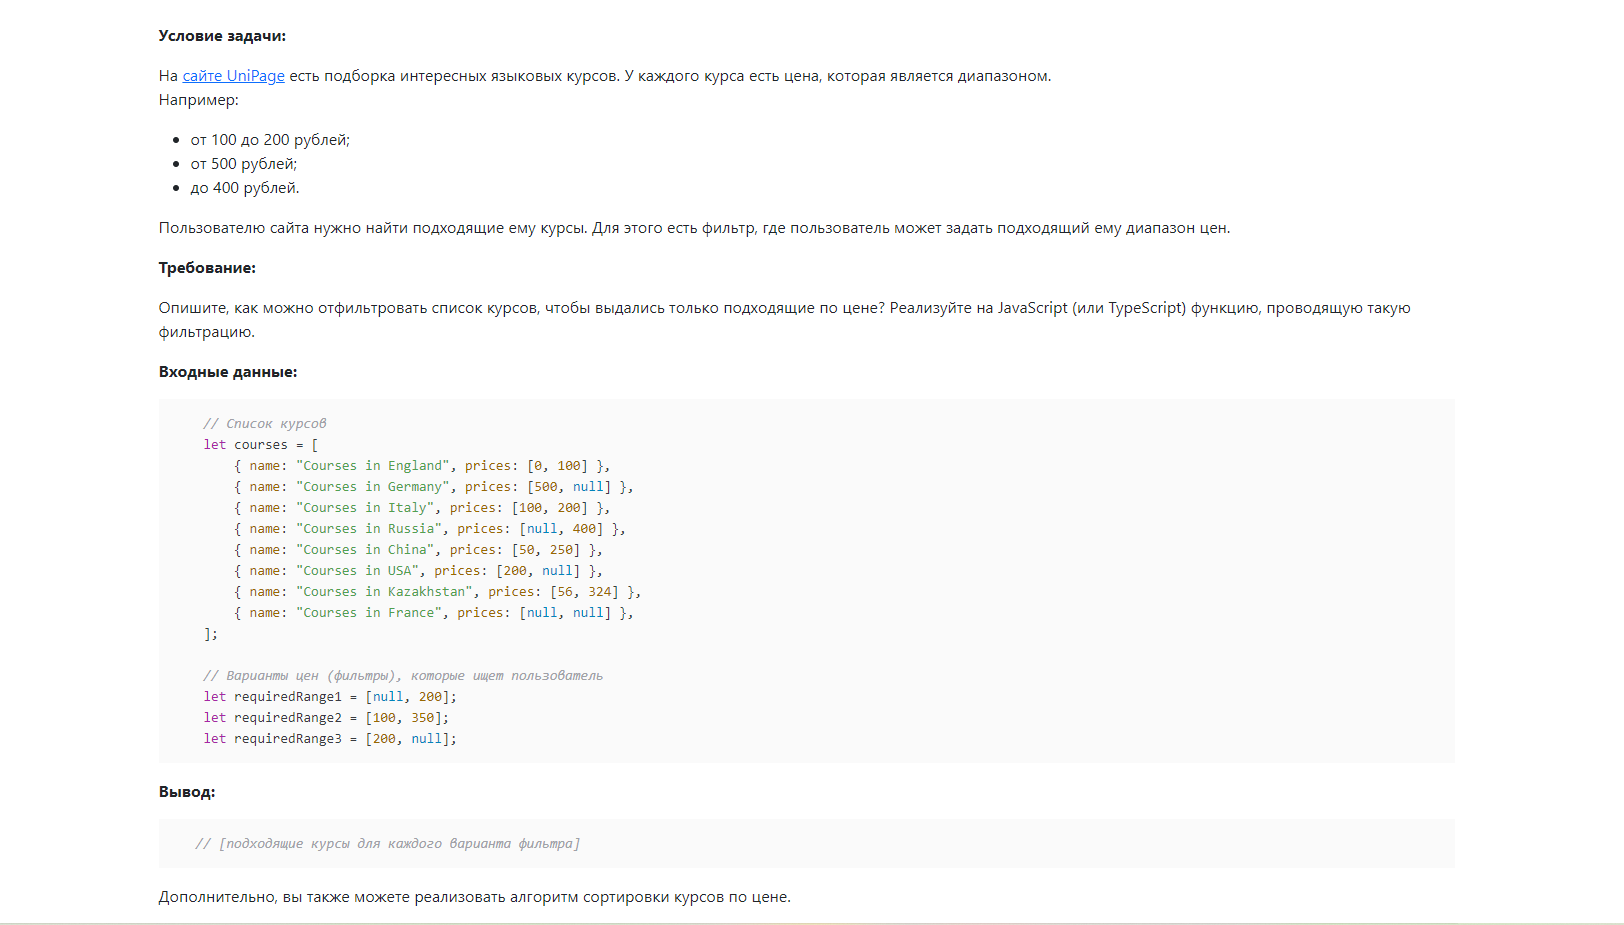 Условие задачи:
На сайте UniPage есть подборка интересных языковых курсов. У каждого курса есть цена, которая является диапазоном.
Например:
• от 100 до 200 рублей;
• от 500 рублей;
• до 400 рублей.
Пользователю сайта нужно найти подходящие ему курсы. Для этого есть фильтр, где пользователь может задать подходящий ему диапазон цен.
Требование:
Опишите, как можно отфильтровать список курсов, чтобы выдались только подходящие по цене? Реализуйте на JavaScript (или TypeScript) функцию, проводящую такую
фильтрацию.
Входные данные:
// Список курсов
let courses = [
{ name: "Courses in England", prices: [0, 100] },
{ name: "Courses in Germany", prices: [500, null] },
{ name: "Courses in Italy", prices: [100, 200] },
{ name: "Courses in Russia", prices: [null, 400] },
{ name: "Courses in China", prices: [50, 250] },
{ name: "Courses in USA", prices: [200, null] },
{ name: "Courses in Kazakhstan", prices: [56, 324] },
{ name: "Courses in France", prices: [null, null] },
];
// Варианты цен (фильтры), которые ищет пользователь
let requiredRange1 = [null, 200];
let requiredRange2 = [100, 350];
let requiredRange3 = [200, null];
Вывод:
// [подходящие курсы для каждого варианта фильтра]
Дополнительно, вы также можете реализовать алгоритм сортировки курсов по цене.